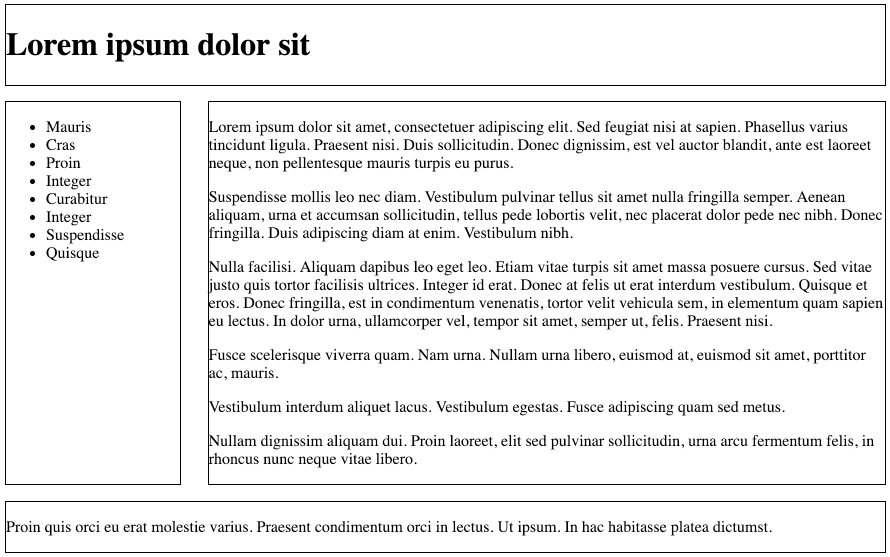 Lorem ipsum dolor sit
Mauris
Cras
Proin
Integer
Curabitur
Integer
Suspendisse
Quisque
Lorem ipsum dolor sit amet, consectetuer adipiscing elit. Sed feugiat nisi at sapien. Phasellus varius
tincidunt ligula. Praesent nisi. Duis sollicitudin. Donec dignissim, est vel auctor blandit, ante est laoreet
neque, non pellentesque mauris turpis eu purus.
Suspendisse mollis leo nec diam. Vestibulum pulvinar tellus sit amet nulla fringilla semper. Aenean
aliquam, urna et accumsan sollicitudin, tellus pede lobortis velit, nec placerat dolor pede nec nibh. Donec
fringilla. Duis adipiscing diam at enim. Vestibulum nibh.
Nulla facilisi. Aliquam dapibus leo eget leo. Etiam vitae turpis sit amet massa posuere cursus. Sed vitae
justo quis tortor facilisis ultrices. Integer id erat. Donec at felis ut erat interdum vestibulum. Quisque et
eros. Donec fringilla, est in condimentum venenatis, tortor velit vehicula sem, in elementum quam sapien
eu lectus. In dolor urna, ullamcorper vel, tempor sit amet, semper ut, felis. Praesent nisi.
Fusce scelerisque viverra quam. Nam urna. Nullam urna libero, euismod at, euismod sit amet, porttitor
ac, mauris.
Vestibulum interdum aliquet lacus. Vestibulum egestas. Fusce adipiscing quam sed metus.
Nullam dignissim aliquam dui. Proin laoreet, elit sed pulvinar sollicitudin, urna arcu fermentum felis, in
rhoncus nunc neque vitae libero.
Proin quis orci eu erat molestie varius. Praesent condimentum orci in lectus. Ut ipsum. In hac habitasse platea dictumst.